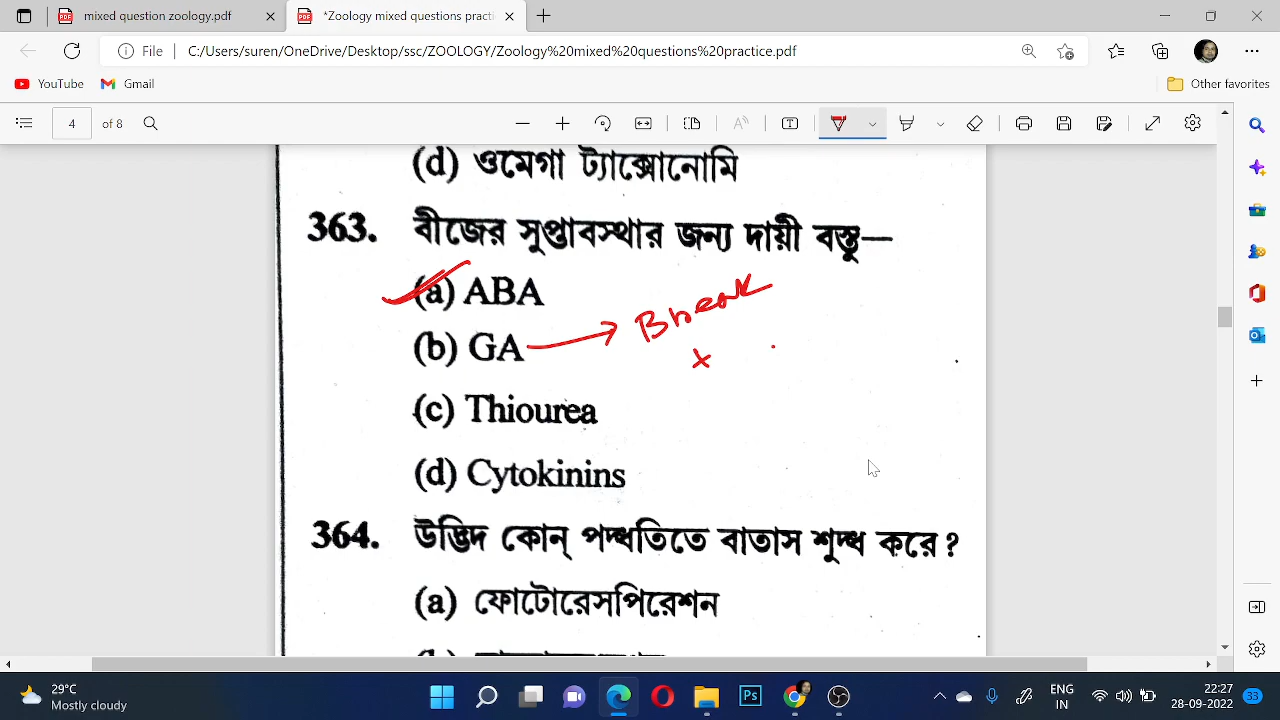 Zoology mixed question practice.p
*Zoology mixed questions practi
File
C:/Users/suren/OneDrive/Desktop/ssc/ZOOLOGY/Zology%20mixed%20questions%20practice.pdf
YouTube
Gmail
Other favorites
4 of 8
(d) ওমেগা ট্যাক্সোনোমি
363. বীজের সুপ্তাবস্থার জন্য দায়ী বস্তু—
(a) ABA
(b) GA
Break
x
(c) Thiourea
(d) Cytokinins
364. উদ্ভিদ কোন্ পদ্ধতিতে বাতাস শুদ্ধ করে ?
(a) ফোটোরেসপিরেশন
29°C
Mostly cloudy
ENG
IN
22:27
28-09-2022
33